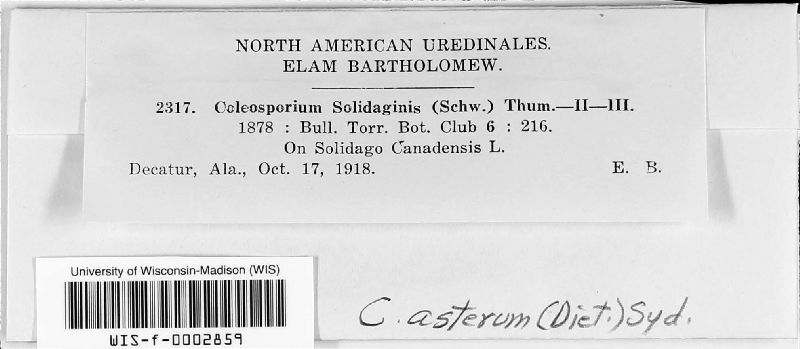 NORTH AMERICAN UREDINALES.
ELAM BARTHOLOMEW.
2317. Coleosporium Solidaginis (Schw.) Thum.—II—III.
1878 : Bull. Torr. Bot. Club 6 : 216.
On Solidago Canadensis L.
Decatur, Ala., Oct. 17, 1918. E. B.
University of Wisconsin-Madison (WIS)
WIS-f-0002859
C. asterum (Diet.) Syd.